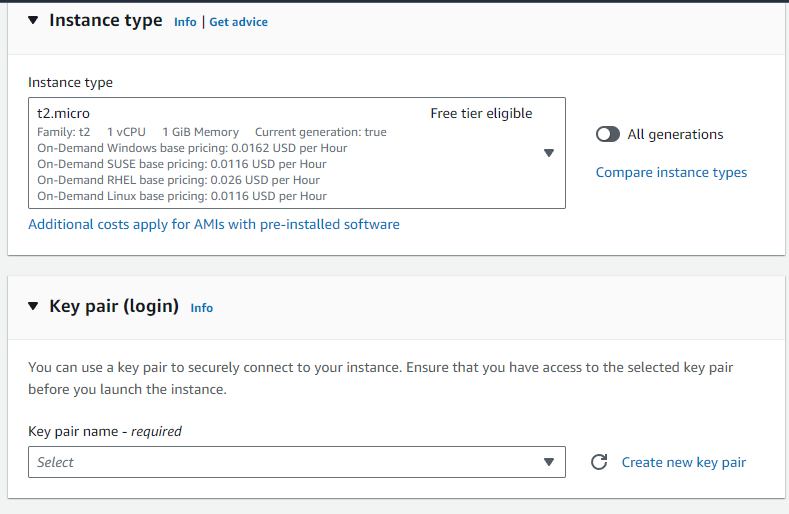 Instance type Info | Get advice
Instance type
t2.micro Free tier eligible
Family: t2 1 vCPU 1 GiB Memory Current generation: true
On-Demand Windows base pricing: 0.0162 USD per Hour
On-Demand SUSE base pricing: 0.0116 USD per Hour
On-Demand RHEL base pricing: 0.026 USD per Hour
On-Demand Linux base pricing: 0.0116 USD per Hour
All generations
Compare instance types
Additional costs apply for AMIs with pre-installed software
Key pair (login) Info
You can use a key pair to securely connect to your instance. Ensure that you have access to the selected key pair
before you launch the instance.
Key pair name - required
Select
Create new key pair